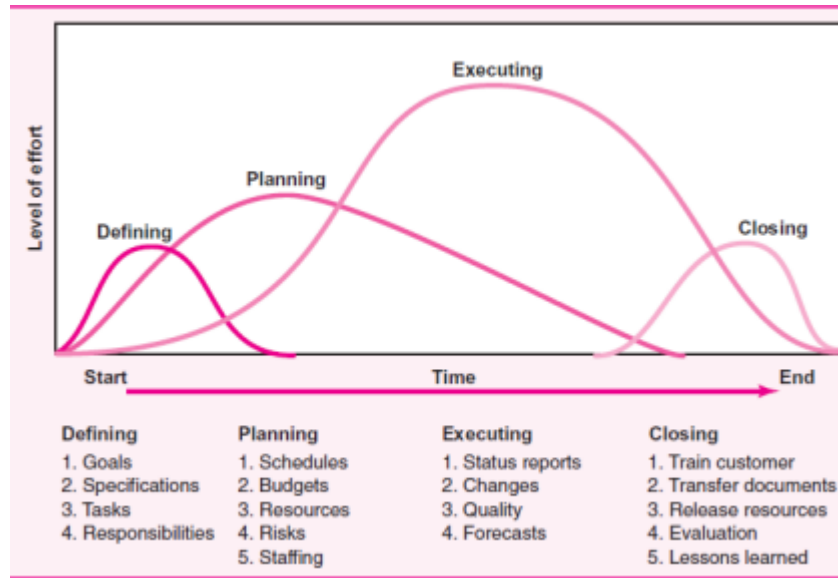 Executing
Planning
Defining
Closing
Level of effort
Start Time End
Defining
1. Goals
2. Specifications
3. Tasks
4. Responsibilities
Planning
1. Schedules
2. Budgets
3. Resources
4. Risks
5. Staffing
Executing
1. Status reports
2. Changes
3. Quality
4. Forecasts
Closing
1. Train customer
2. Transfer documents
3. Release resources
4. Evaluation
5. Lessons learned